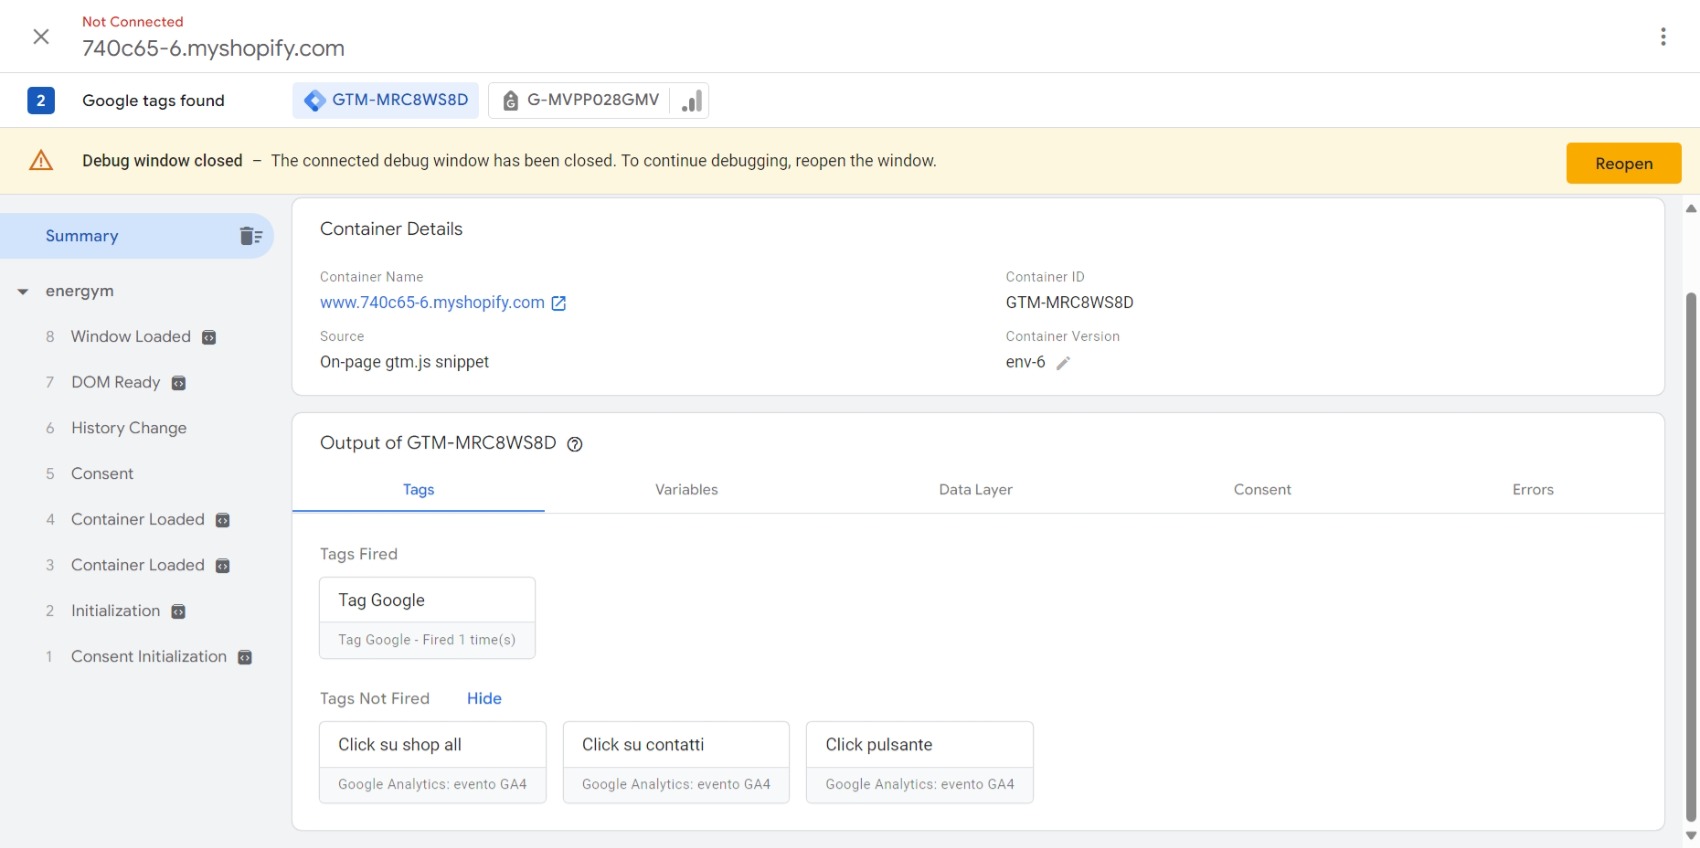 Not Connected
740c65-6.myshopify.com
2 Google tags found GTM-MRC8WS8D G-MVPP028GMV
Debug window closed – The connected debug window has been closed. To continue debugging, reopen the window.
Reopen
Summary
energym
8 Window Loaded
7 DOM Ready
6 History Change
5 Consent
4 Container Loaded
3 Container Loaded
2 Initialization
1 Consent Initialization
Container Details
Container Name
www.740c65-6.myshopify.com
Container ID
GTM-MRC8WS8D
Source
On-page gtm.js snippet
Container Version
env-6
Output of GTM-MRC8WS8D
Tags Variables Data Layer Consent Errors
Tags Fired
Tag Google
Tag Google - Fired 1 time(s)
Tags Not Fired Hide
Click su shop all
Google Analytics: evento GA4
Click su contatti
Google Analytics: evento GA4
Click pulsante
Google Analytics: evento GA4